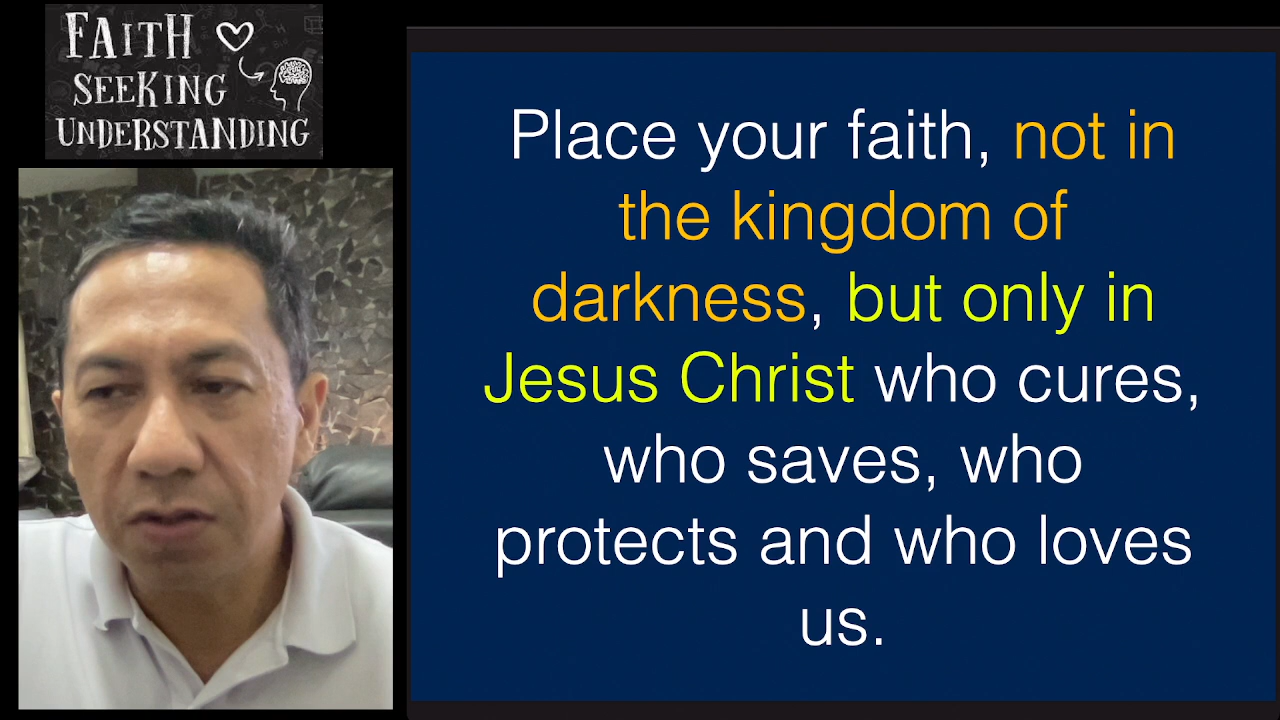 FAITH
SEEKING
UNDERSTANDING
Place your faith, not in
the kingdom of
darkness, but only in
Jesus Christ who cures,
who saves, who
protects and who loves
us.